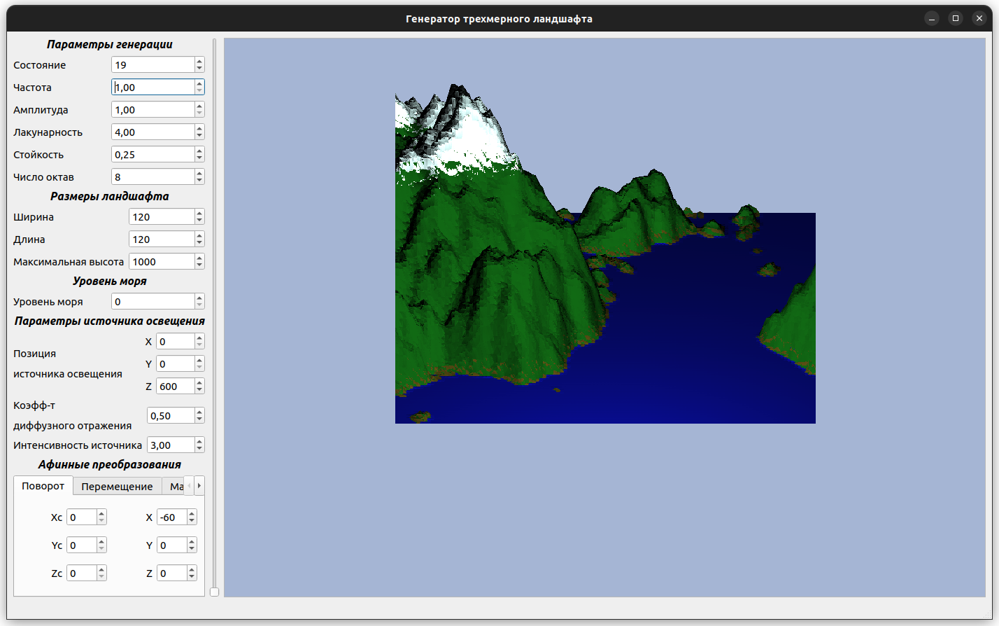 Генератор трехмерного ландшафта
Параметры генерации
Состояние 19
Частота 1,00
Амплитуда 1,00
Лакунарность 4,00
Стойкость 0,25
Число октав 8
Размеры ландшафта
Ширина 120
Длина 120
Максимальная высота 1000
Уровень моря
Уровень моря 0
Параметры источника освещения
Позиция
источника освещения
X 0
Y 0
Z 600
Коэфф-т
диффузного отражения
0,50
Интенсивность источника 3,00
Афинные преобразования
Поворот Перемещение Ма
Xc 0 X -60
Yc 0 Y 0
Zc 0 Z 0